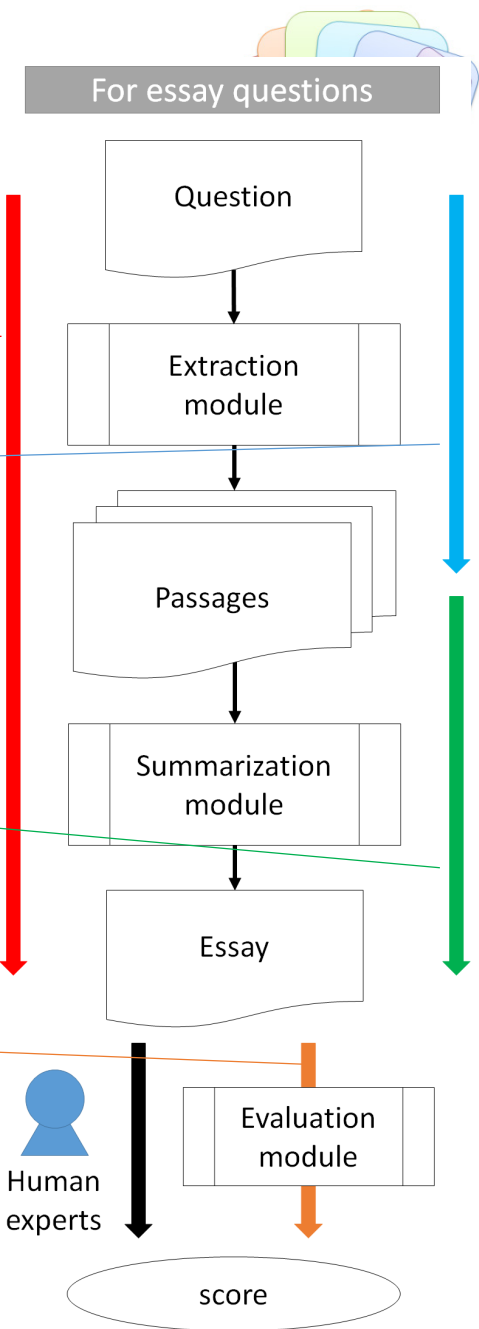 For essay questions
Question
Extraction
module
Passages
Summarization
module
Essay
Evaluation
module
Human
experts
score